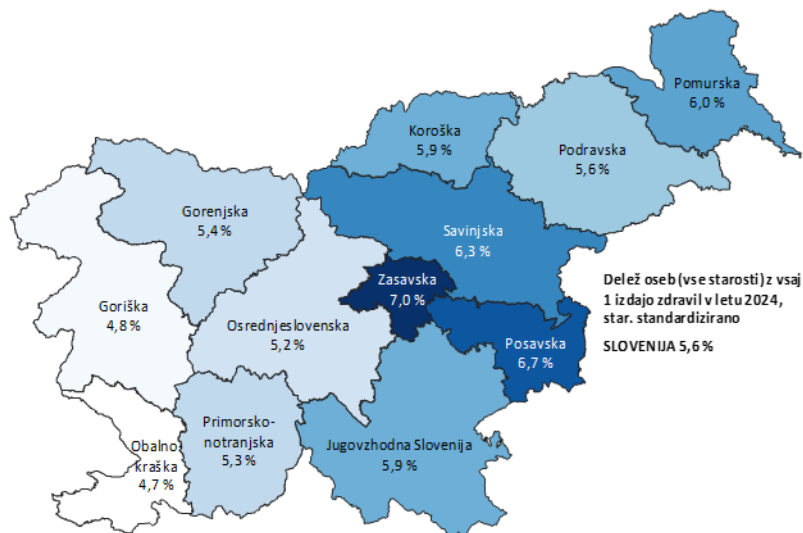 Pomurska
6,0 %
Koroška
5,9 %
Podravska
5,6 %
Gorenjska
5,4 %
Savinjska
6,3 %
Zasavska
7,0 %
Goriška
4,8 %
Osrednjeslovenska
5,2 %
Posavska
6,7 %
Primorsko-
notranjska
5,3 %
Obalno-
kraška
4,7 %
Jugovzhodna Slovenija
5,9 %
Delež oseb (vse starosti) z vsaj
1 izdajo zdravil v letu 2024,
star. standardizirano
SLOVENIJA 5,6 %